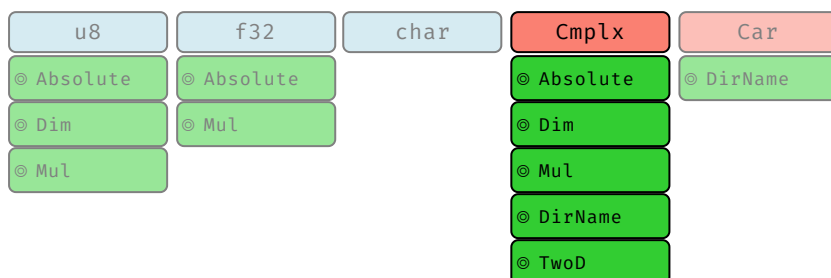 u8 f32 char Cmplx Car
◎ Absolute ◎ Absolute ◎ Absolute ◎ DirName
◎ Dim ◎ Mul ◎ Dim
◎ Mul ◎ Mul
◎ DirName
◎ TwoD